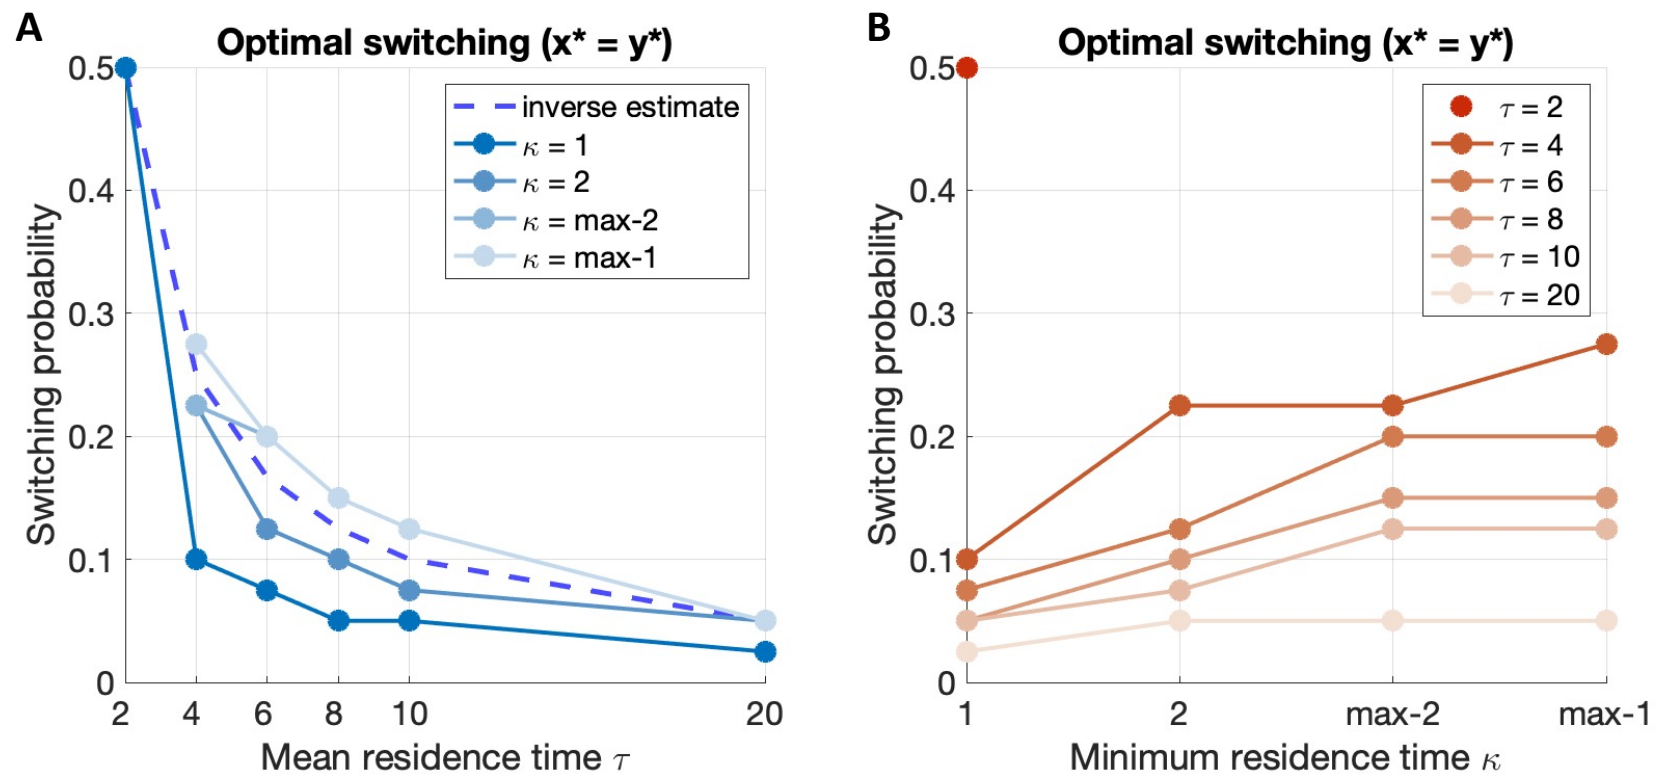 A
Optimal switching (x* = y*)
Switching probability
0.5
0.4
0.3
0.2
0.1
0
2 4 6 8 10 20
Mean residence time τ
inverse estimate
κ = 1
κ = 2
κ = max-2
κ = max-1
B
Optimal switching (x* = y*)
Switching probability
0.5
0.4
0.3
0.2
0.1
0
1 2 max-2 max-1
Minimum residence time κ
τ = 2
τ = 4
τ = 6
τ = 8
τ = 10
τ = 20